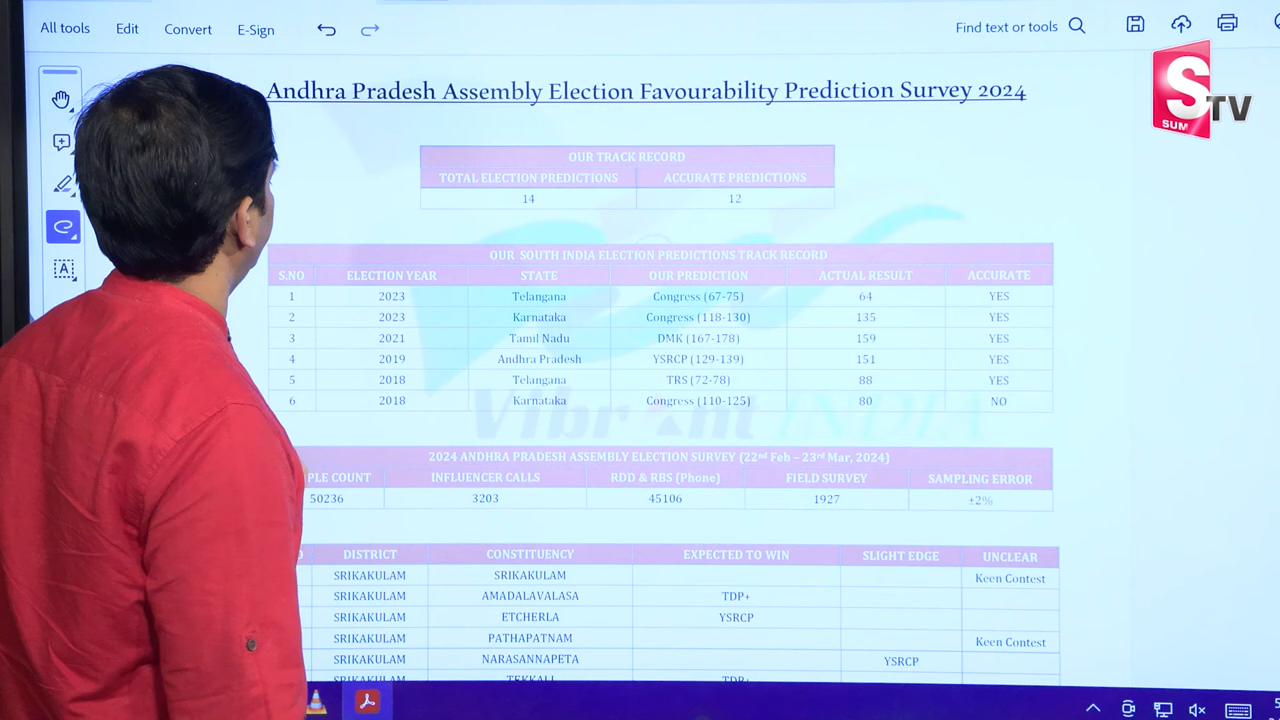 All tools Edit Convert E-Sign Find text or tools
Andhra Pradesh Assembly Election Favourability Prediction Survey 2024
S
SUM TV
OUR TRACK RECORD
TOTAL ELECTION PREDICTIONS ACCURATE PREDICTIONS
14 12
OUR SOUTH INDIA ELECTION PREDICTIONS TRACK RECORD
S.NO ELECTION YEAR STATE OUR PREDICTION ACTUAL RESULT ACCURATE
1 2023 Telangana Congress (67-75) 64 YES
2 2023 Karnataka Congress (118-130) 135 YES
3 2021 Tamil Nadu DMK (167-178) 159 YES
4 2019 Andhra Pradesh YSRCP (129-139) 151 YES
5 2018 Telangana TRS (72-78) 88 YES
6 2018 Karnataka Congress (110-125) 80 NO
Vibrant INDIA
2024 ANDHRA PRADESH ASSEMBLY ELECTION SURVEY (22nd Feb – 23rd Mar, 2024)
PLE COUNT INFLUENCER CALLS RDD & RBS (Phone) FIELD SURVEY SAMPLING ERROR
50236 3203 45106 1927 ±2%
DISTRICT CONSTITUENCY EXPECTED TO WIN SLIGHT EDGE UNCLEAR
SRIKAKULAM SRIKAKULAM Keen Contest
SRIKAKULAM AMADALAVALASA TDP+
SRIKAKULAM ETCHERLA YSRCP
SRIKAKULAM PATHAPATNAM Keen Contest
SRIKAKULAM NARASANNAPETA YSRCP
SRIKAKULAM TEKKALI TDP+